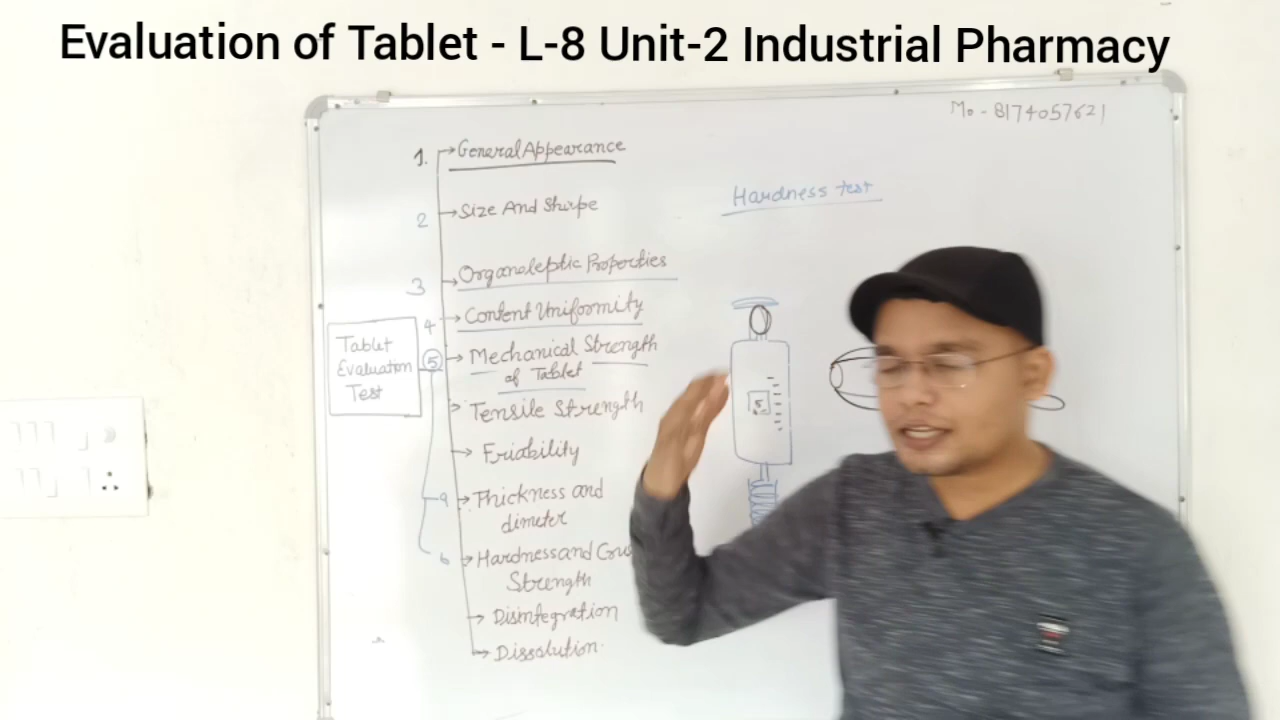 Evaluation of Tablet - L-8 Unit-2 Industrial Pharmacy
Mo - 8174057621
1. General Appearance
2 Size And Shape
3 Organoleptic Properties
4 Content Uniformity
5 Mechanical Strength
of Tablet
Tensile Strength
Friability
a Thickness and
dimeter
b Hardness and
Strength
Disintegration
Dissolution
Tablet
Evaluation
Test
Hardness test
5